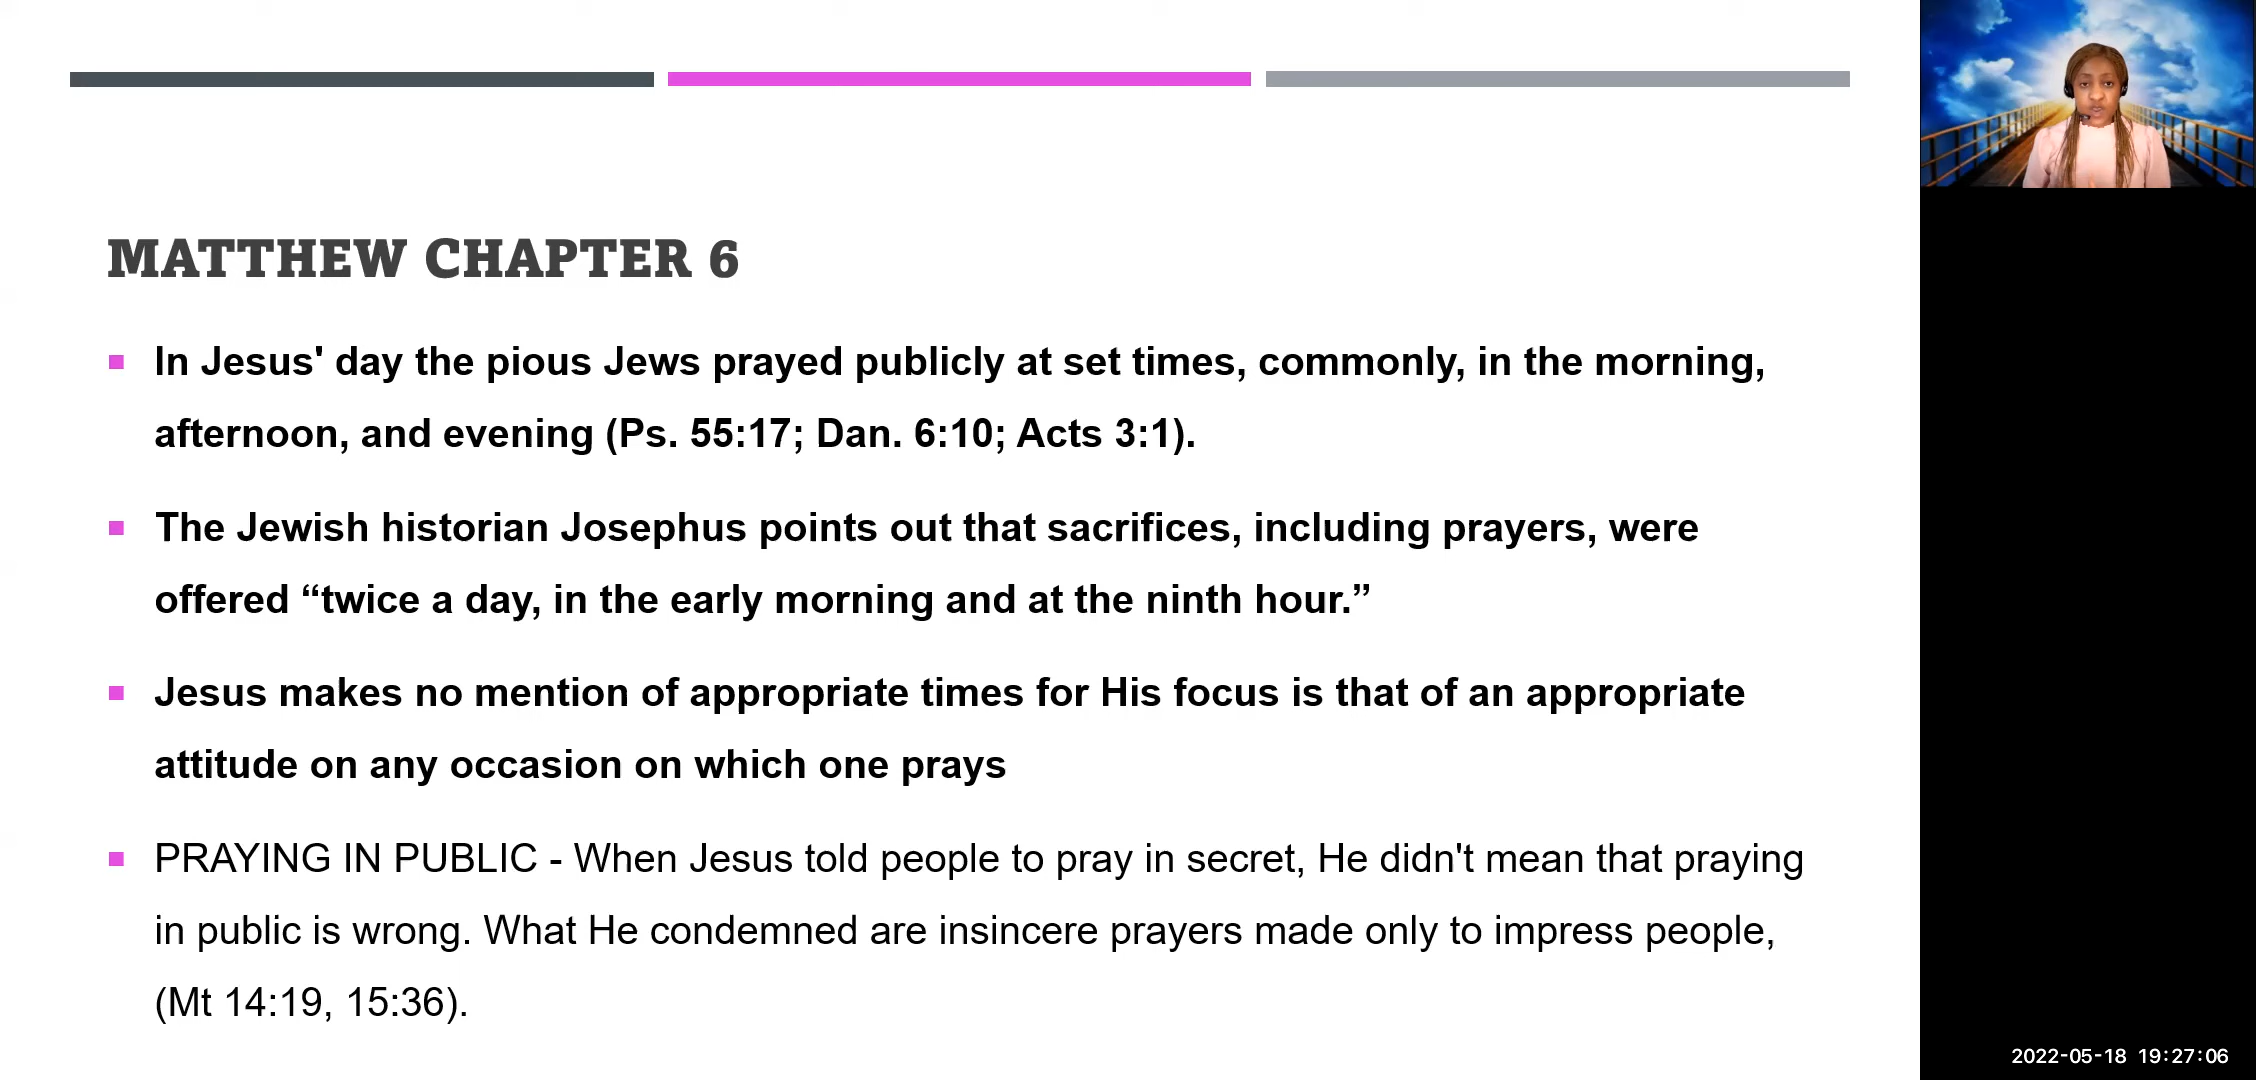 MATTHEW CHAPTER 6
In Jesus' day the pious Jews prayed publicly at set times, commonly, in the morning,
afternoon, and evening (Ps. 55:17; Dan. 6:10; Acts 3:1).
The Jewish historian Josephus points out that sacrifices, including prayers, were
offered “twice a day, in the early morning and at the ninth hour.”
Jesus makes no mention of appropriate times for His focus is that of an appropriate
attitude on any occasion on which one prays
PRAYING IN PUBLIC - When Jesus told people to pray in secret, He didn't mean that praying
in public is wrong. What He condemned are insincere prayers made only to impress people,
(Mt 14:19, 15:36).
2022-05-18 19:27:06